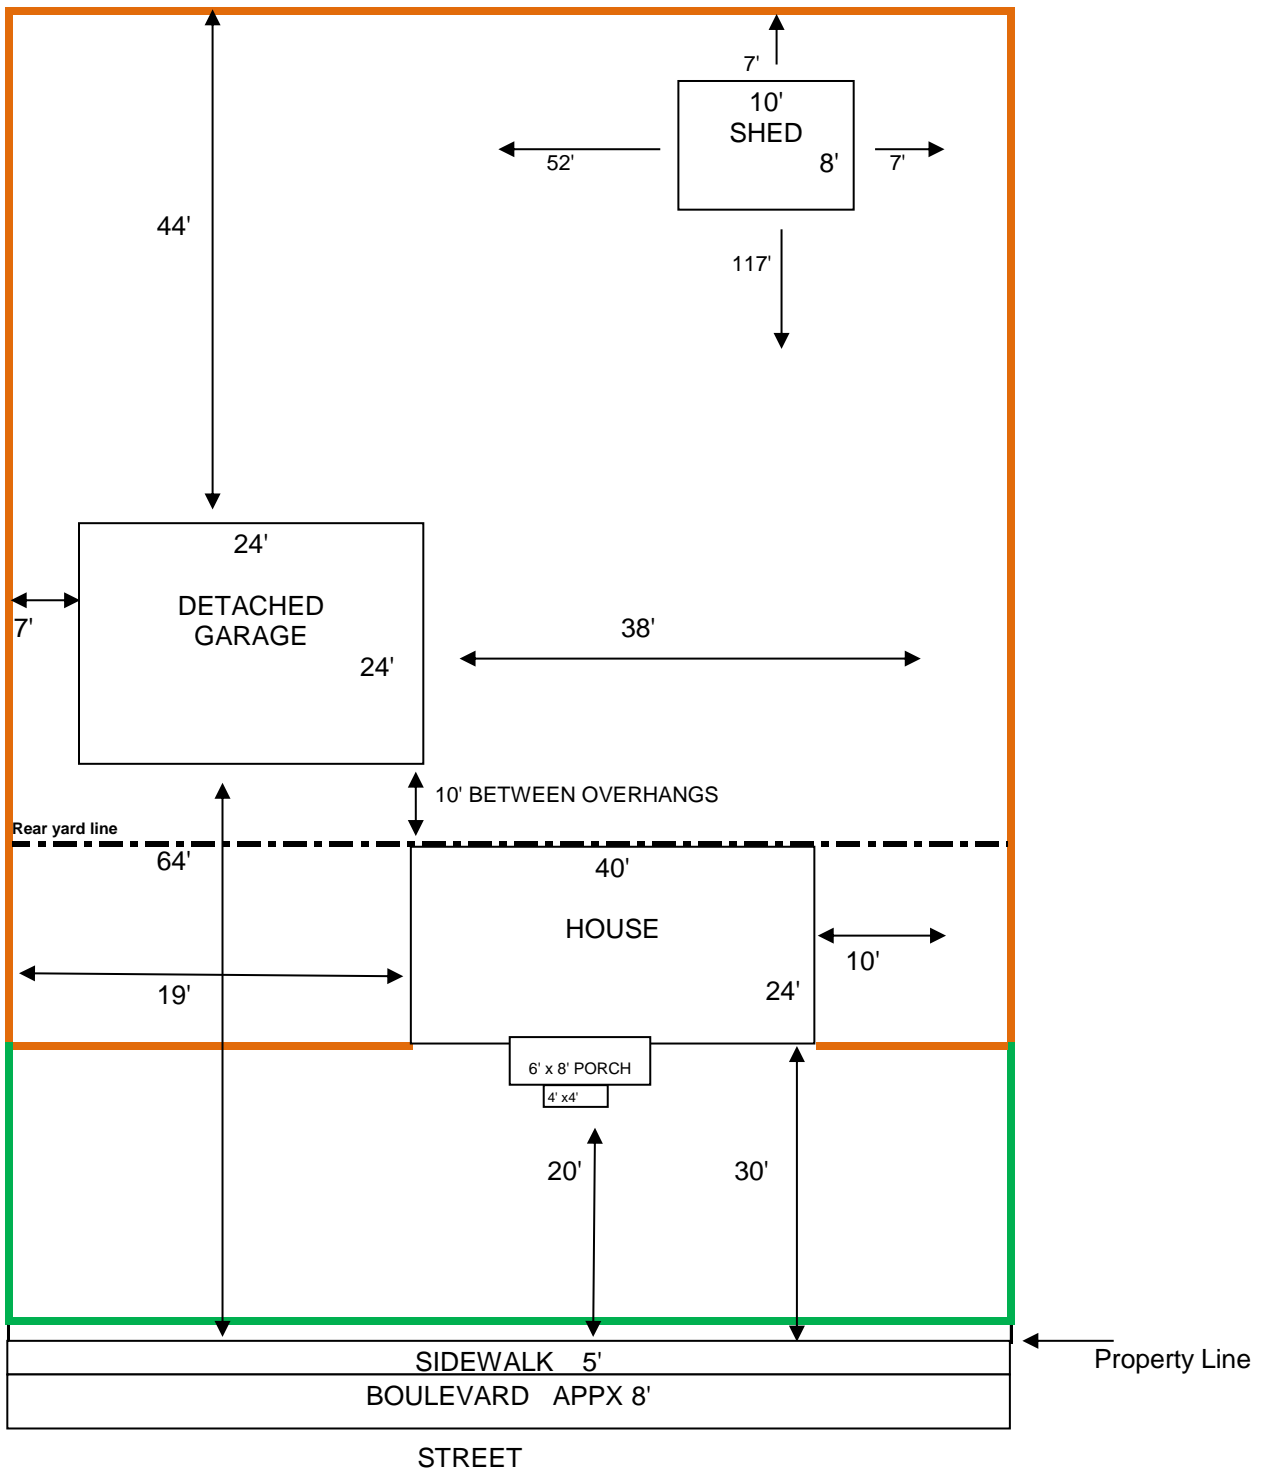 7'
10'
SHED
8'
52'
7'
44'
117'
24'
DETACHED
GARAGE
24'
7'
38'
10' BETWEEN OVERHANGS
Rear yard line
64'
40'
HOUSE
24'
10'
19'
6' x 8' PORCH
4' x4'
20'
30'
SIDEWALK 5'
Property Line
BOULEVARD APPX 8'
STREET